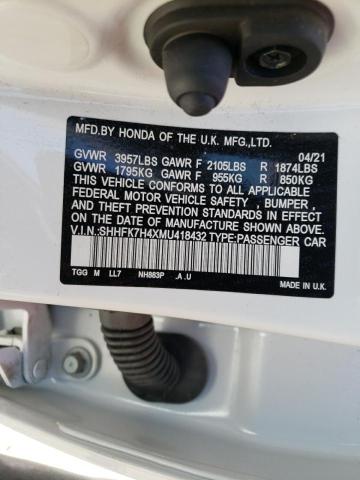 MFD.BY HONDA OF THE U.K. MFG.,LTD.
04/21
GVWR 3957LBS GAWR F 2105LBS R 1874LBS
GVWR 1795KG GAWR F 955KG R 850KG
THIS VEHICLE CONFORMS TO ALL APPLICABLE
FEDERAL MOTOR VEHICLE SAFETY , BUMPER ,
AND THEFT PREVENTION STANDARDS IN EFFECT
ON THE DATE OF MANUFACTURE SHOWN ABOVE.
V.I.N.:SHHFK7H4XMU418432 TYPE:PASSENGER CAR
TGG M LL7 NH883P .A .U
MADE IN U.K.